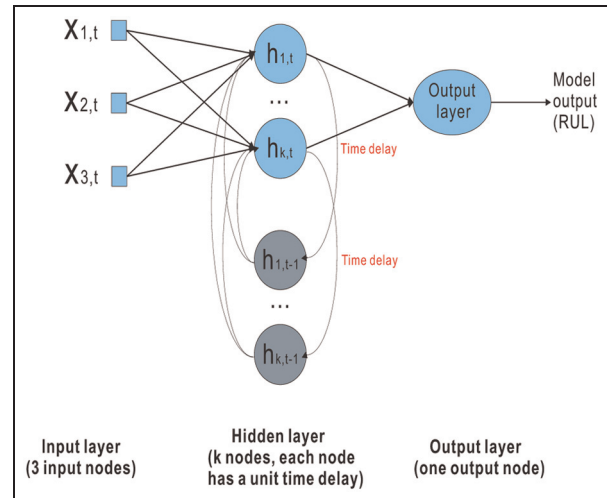 X1,t
X2,t
X3,t
h1,t
...
hk,t
h1,t-1
...
hk,t-1
Time delay
Time delay
Output
layer
Model
output
(RUL)
Input layer
(3 input nodes)
Hidden layer
(k nodes, each node
has a unit time delay)
Output layer
(one output node)